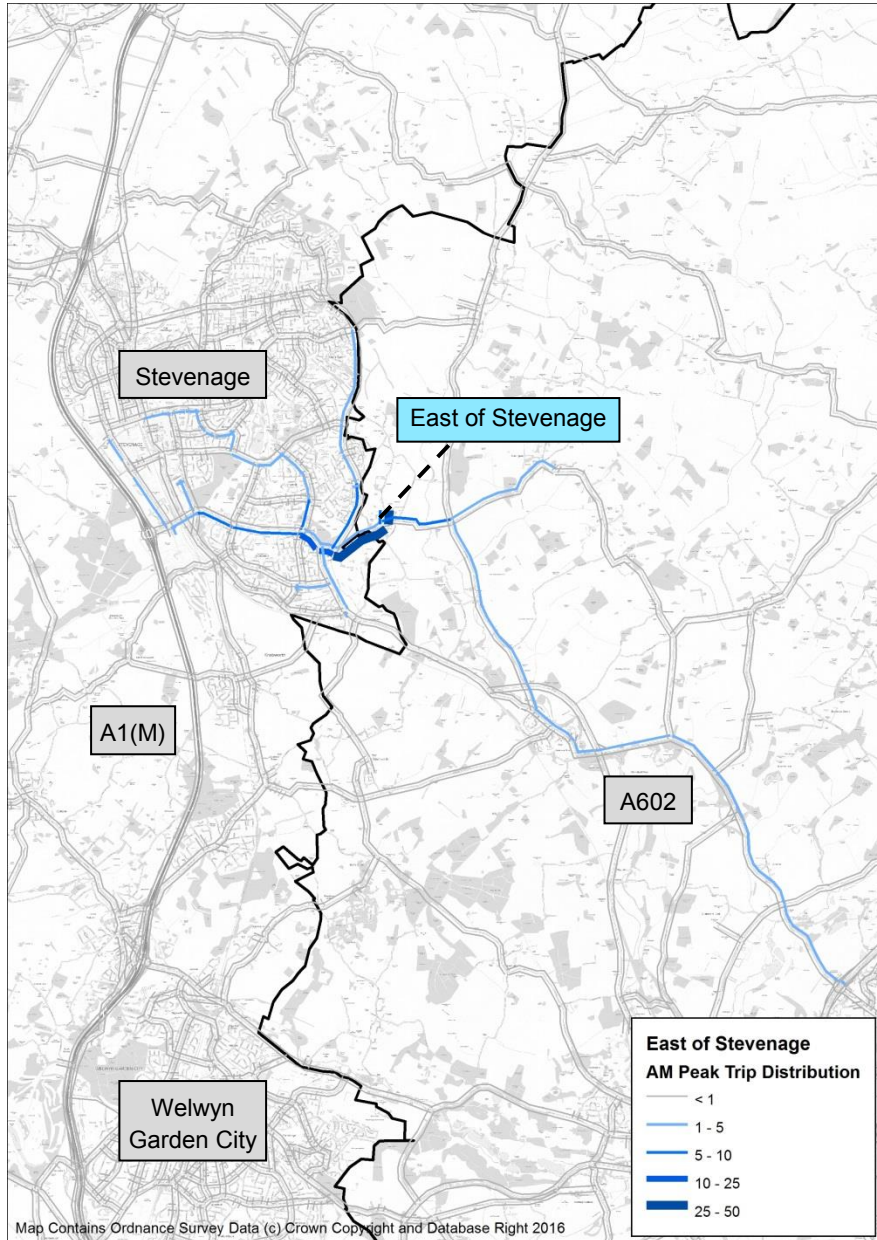 Stevenage
East of Stevenage
A1(M)
A602
Welwyn
Garden City
East of Stevenage
AM Peak Trip Distribution
< 1
1 - 5
5 - 10
10 - 25
25 - 50
Map Contains Ordnance Survey Data (c) Crown Copyright and Database Right 2016